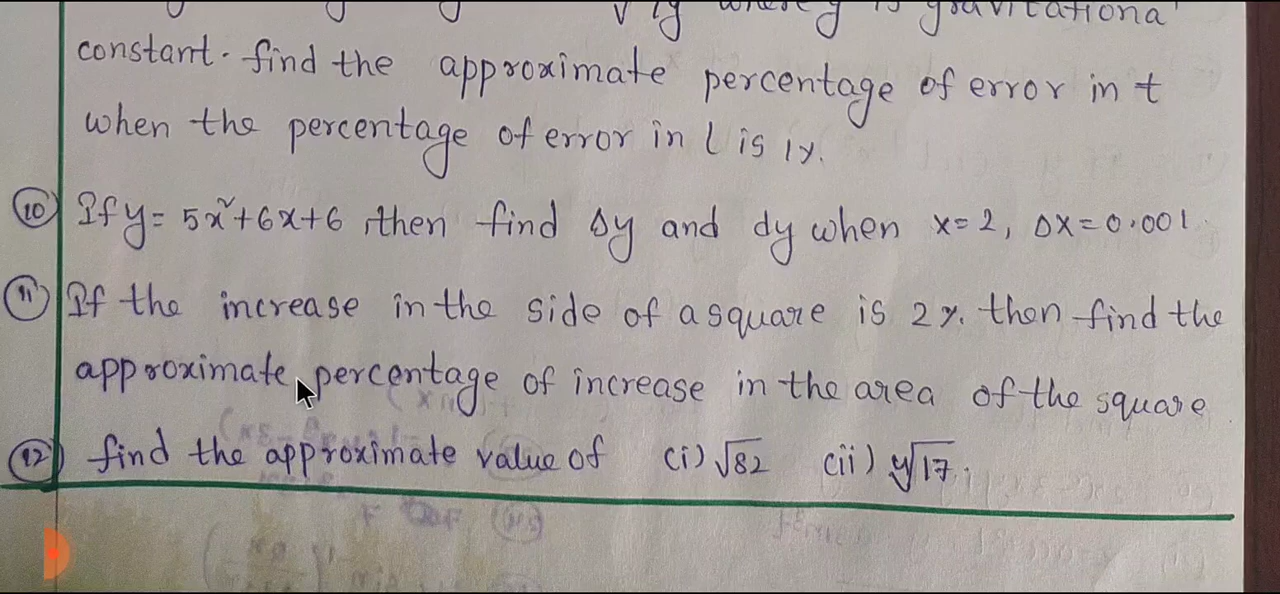 constant. find the approximate percentage of error in t
when the percentage of error in l is 1%.
(10) If y = 5x²+6x+6 then find Δy and dy when x=2, Δx=0.001.
(11) If the increase in the side of a square is 2%. then find the
approximate percentage of increase in the area of the square
(12) find the approximate value of (i) √82 (ii) ∜17.